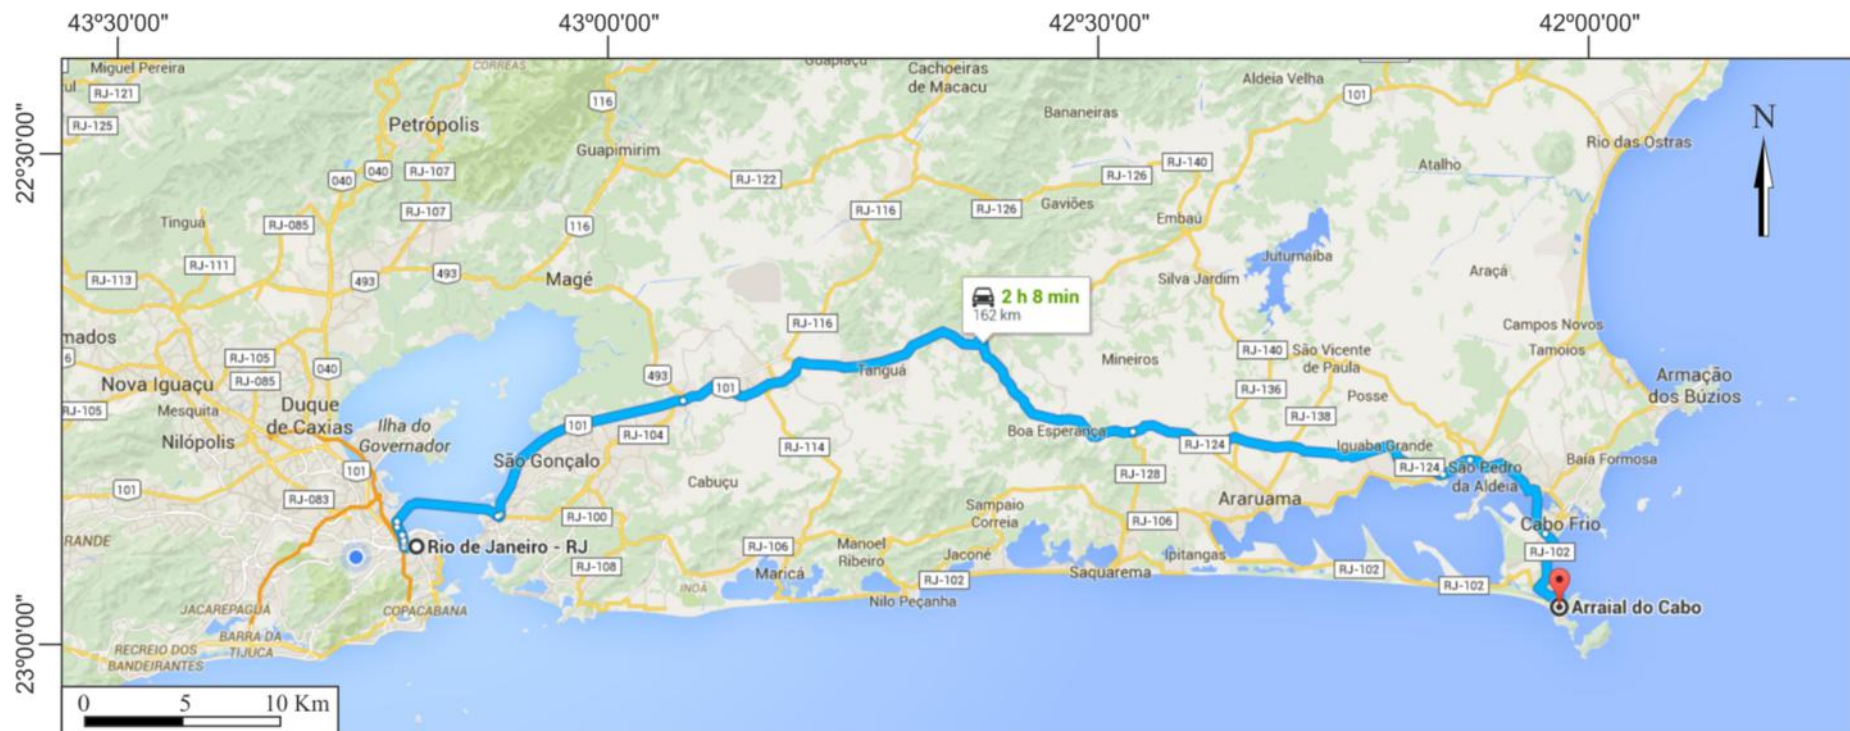 43º30'00"
43º00'00"
42º30'00"
42º00'00"
22º30'00"
23º00'00"
N
Miguel Pereira
CORREAS
Cachoeiras
de Macacu
Aldeia Velha
RJ-121
116
101
Bananeiras
RJ-125
Petrópolis
Guapimirim
Rio das Ostras
RJ-140
Atalho
040
040
RJ-107
RJ-122
RJ-126
RJ-107
RJ-116
RJ-126
Gaviões
Embaú
Tinguá
RJ-085
116
RJ-111
Juturnaíba
RJ-113
493
493
Magé
Silva Jardim
Araçá
2 h 8 min
162 km
RJ-116
Campos Novos
mados
RJ-105
040
493
Mineiros
RJ-140
São Vicente
de Paula
Tamoios
Nova Iguaçu
RJ-085
101
Tanguá
RJ-136
Posse
Armação
dos Búzios
RJ-105
Mesquita
Duque
de Caxias
Ilha do
Governador
101
RJ-104
Boa Esperança
RJ-138
Nilópolis
RJ-114
RJ-124
Iguaba Grande
101
São Gonçalo
RJ-124
São Pedro
da Aldeia
Baía Formosa
101
RJ-083
Cabuçu
RJ-128
Araruama
RJ-100
Sampaio
Correia
RJ-106
Cabo Frio
RANDE
Rio de Janeiro - RJ
RJ-106
Manoel
Ribeiro
Jaconé
Ipitangas
RJ-102
RJ-108
Maricá
RJ-102
Saquarema
RJ-102
RJ-102
INOÃ
Nilo Peçanha
JACAREPAGUÁ
COPACABANA
Arraial do Cabo
BARRA DA
TIJUCA
RECREIO DOS
BANDEIRANTES
0 5 10 Km